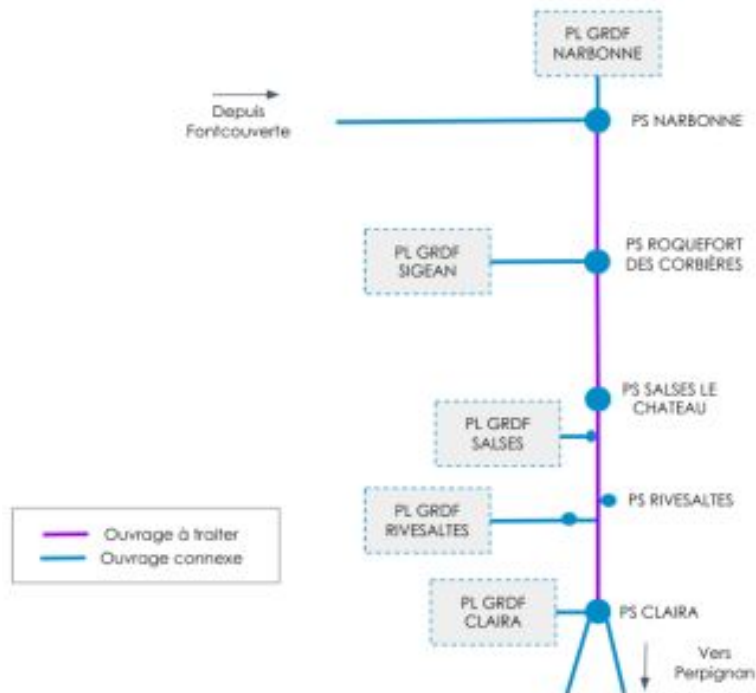 PL GRDF
NARBONNE
Depuis
Fontcouverte
PS NARBONNE
PL GRDF
SIGEAN
PS ROQUEFORT
DES CORBIÈRES
PS SALSES LE
CHATEAU
PL GRDF
SALSES
PL GRDF
RIVESALTES
PS RIVESALTES
Ouvrage à traiter
Ouvrage connexe
PL GRDF
CLAIRA
PS CLAIRA
Vers
Perpignan